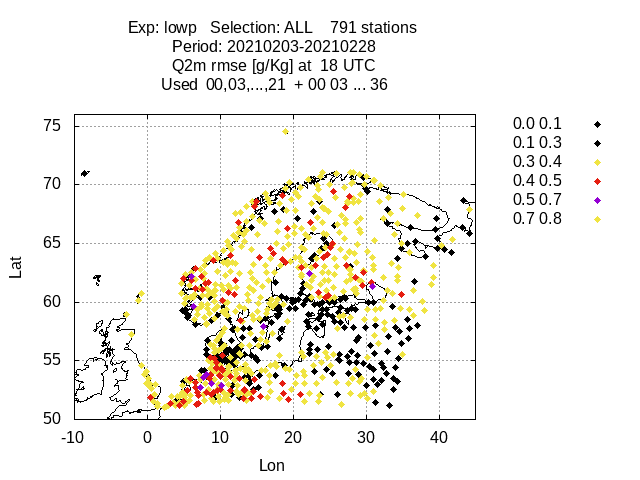 Exp: lowp   Selection: ALL    791 stations
Period: 20210203-20210228
Q2m rmse [g/Kg] at  18 UTC
Used  00,03,...,21  + 00 03 ... 36
0.0 0.1
0.1 0.3
0.3 0.4
0.4 0.5
0.5 0.7
0.7 0.8
75
70
65
60
55
50
Lat
-10 0 10 20 30 40
Lon